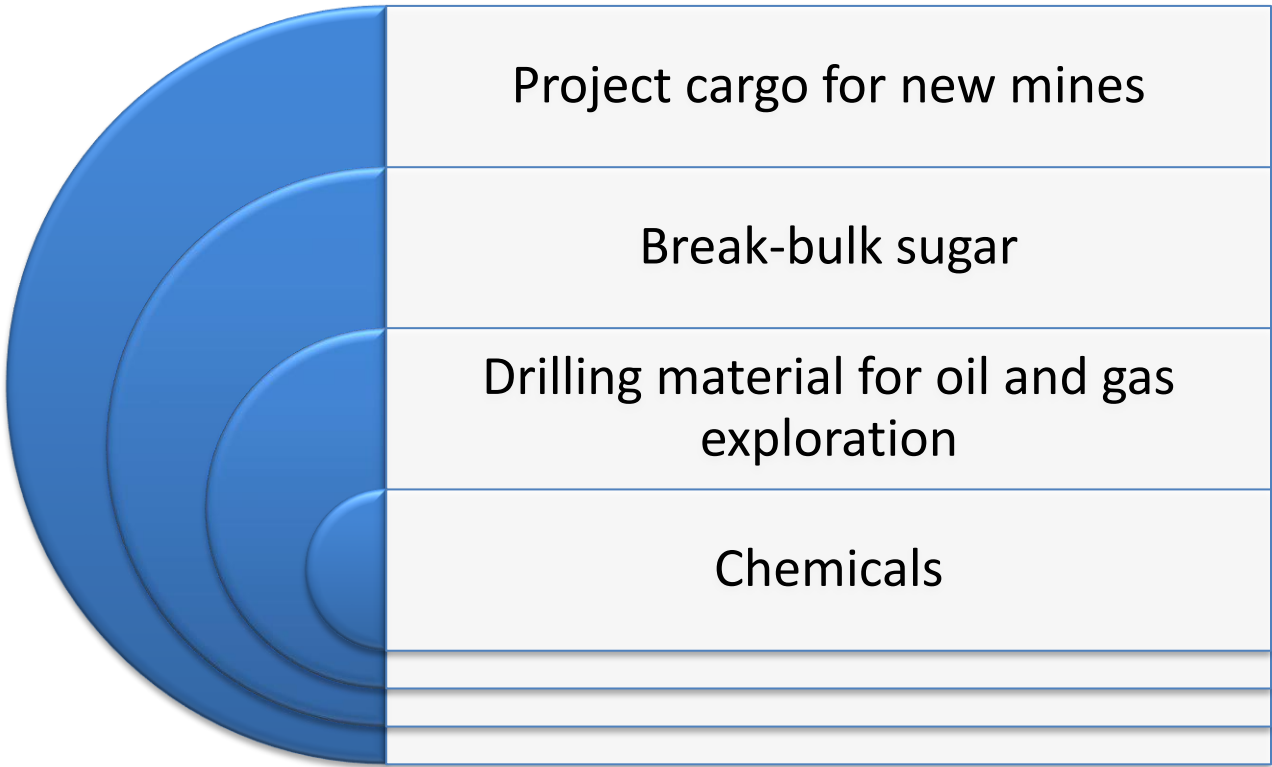 Project cargo for new mines
Break-bulk sugar
Drilling material for oil and gas
exploration
Chemicals